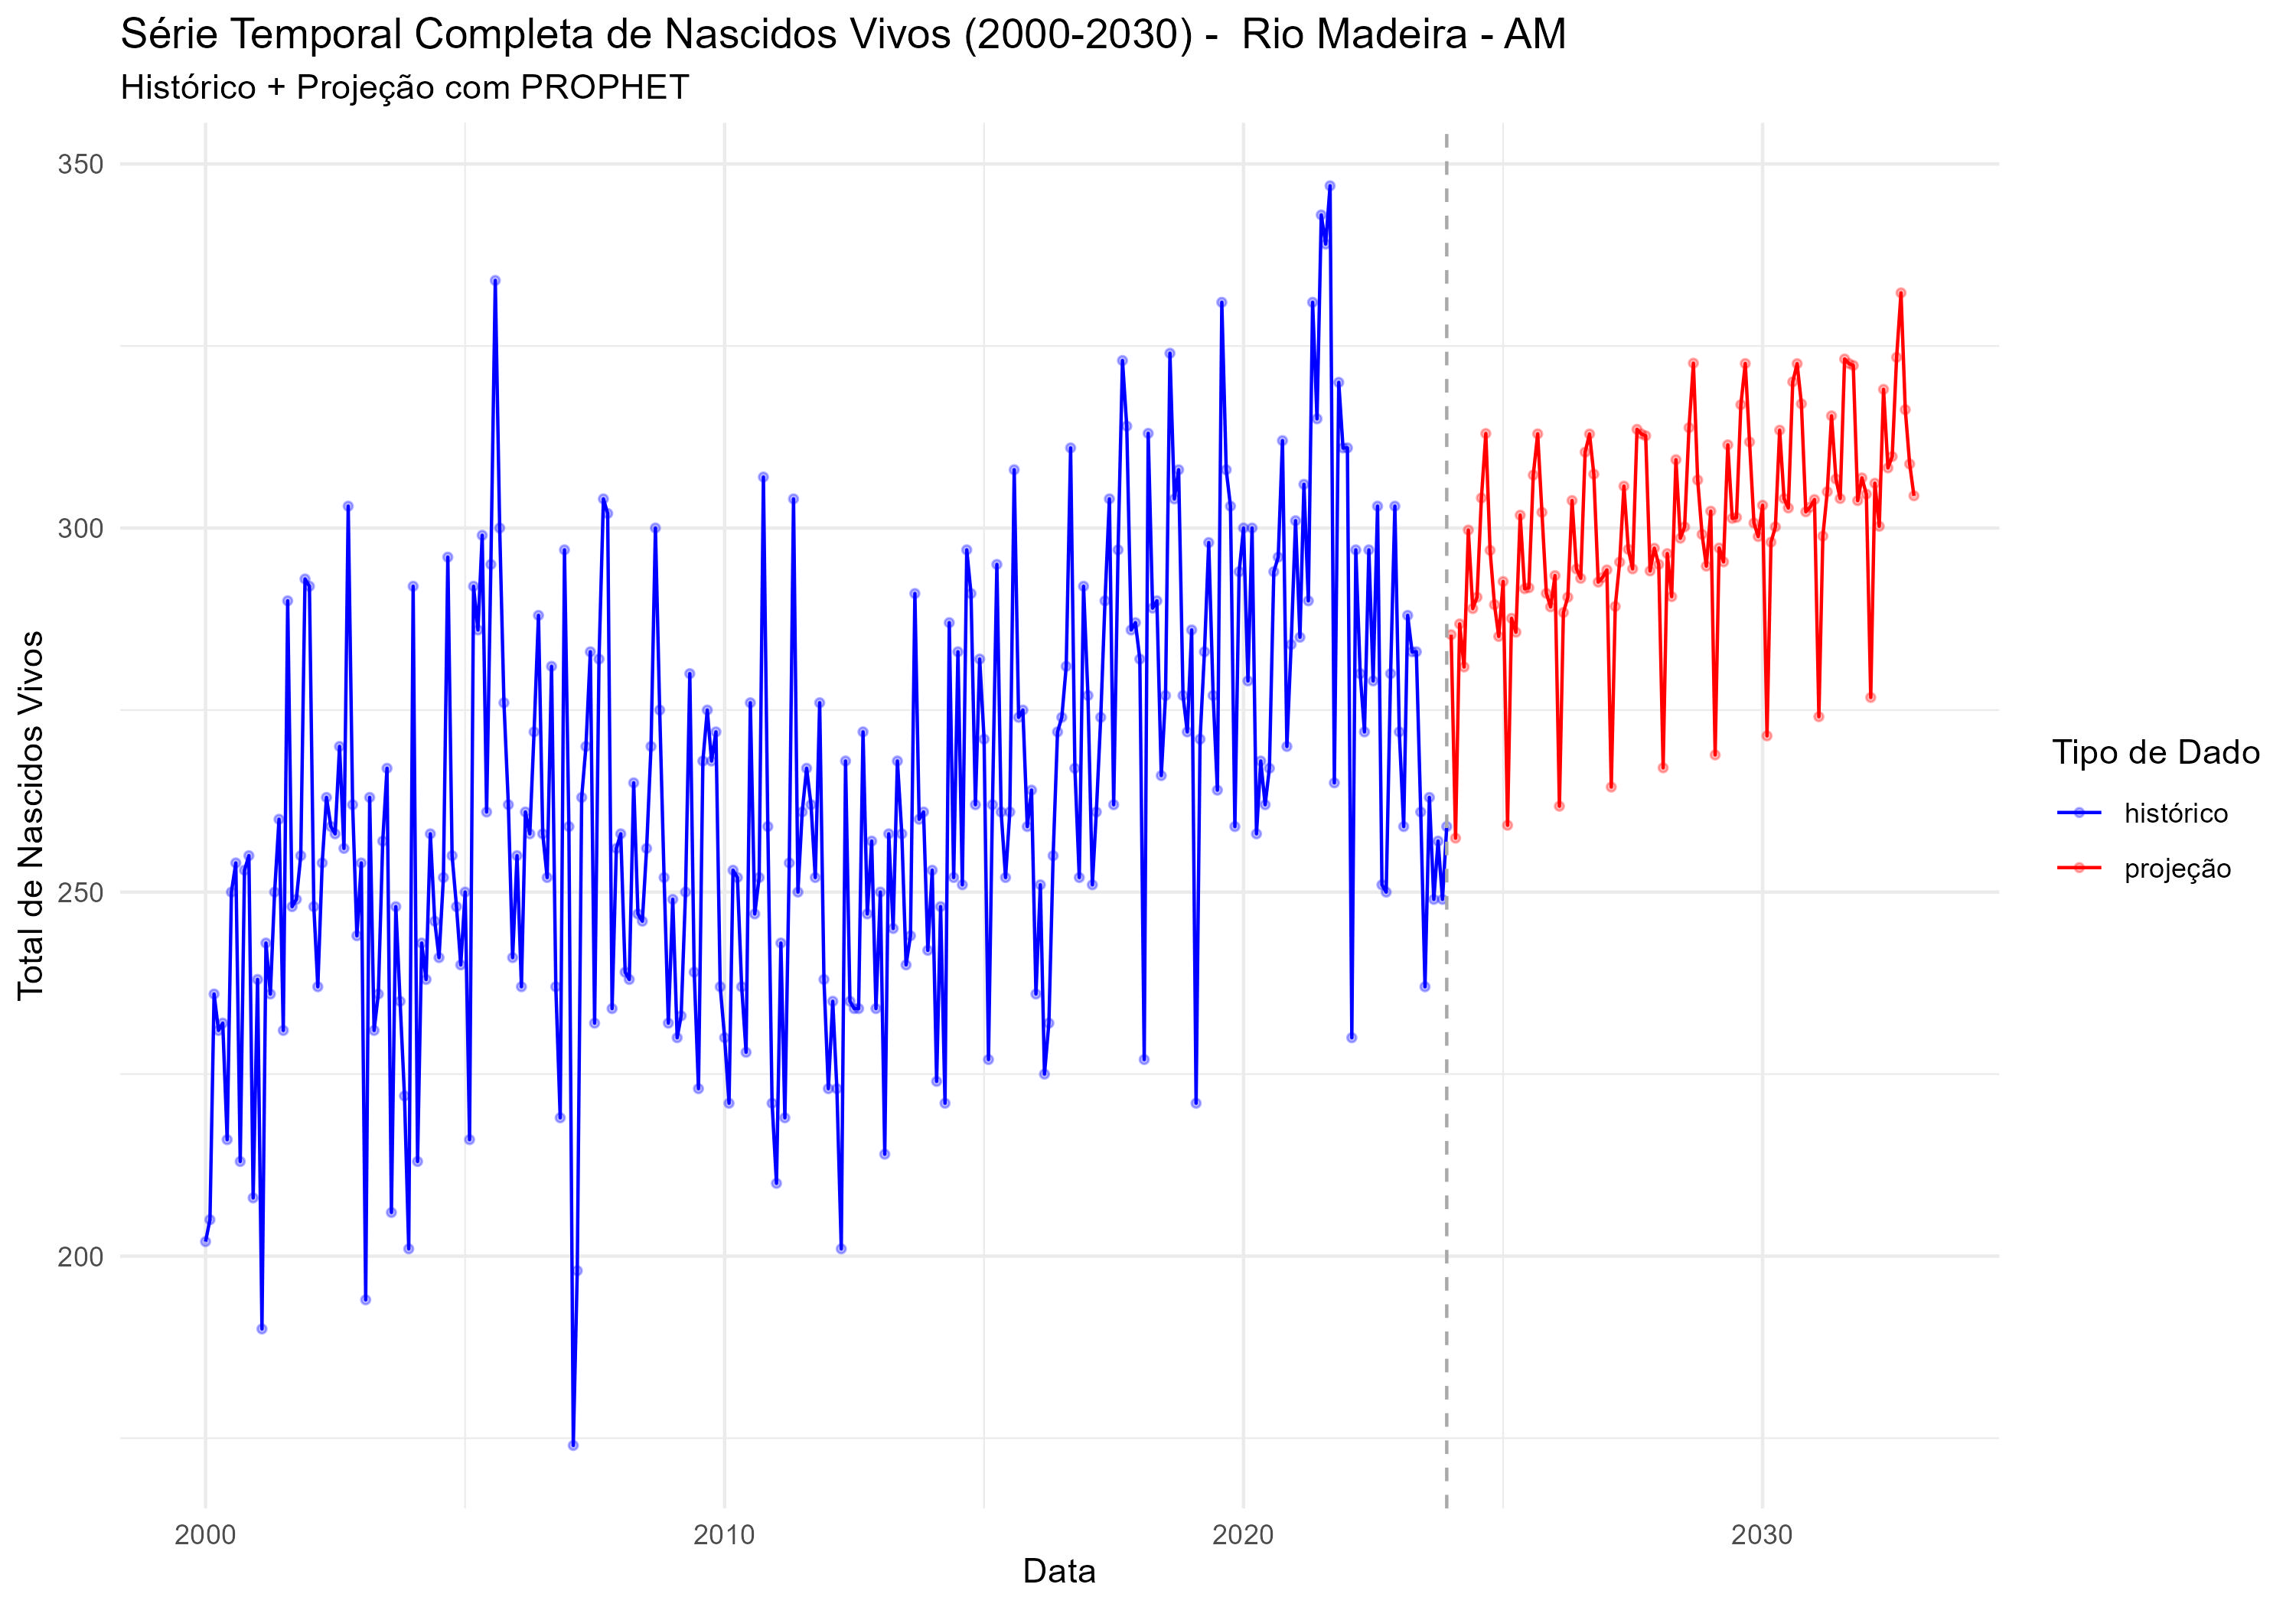 Série Temporal Completa de Nascidos Vivos (2000-2030) -  Rio Madeira - AM
Histórico + Projeção com PROPHET
350
300
250
200
Total de Nascidos Vivos
2000
2010
2020
2030
Data
Tipo de Dado
histórico
projeção